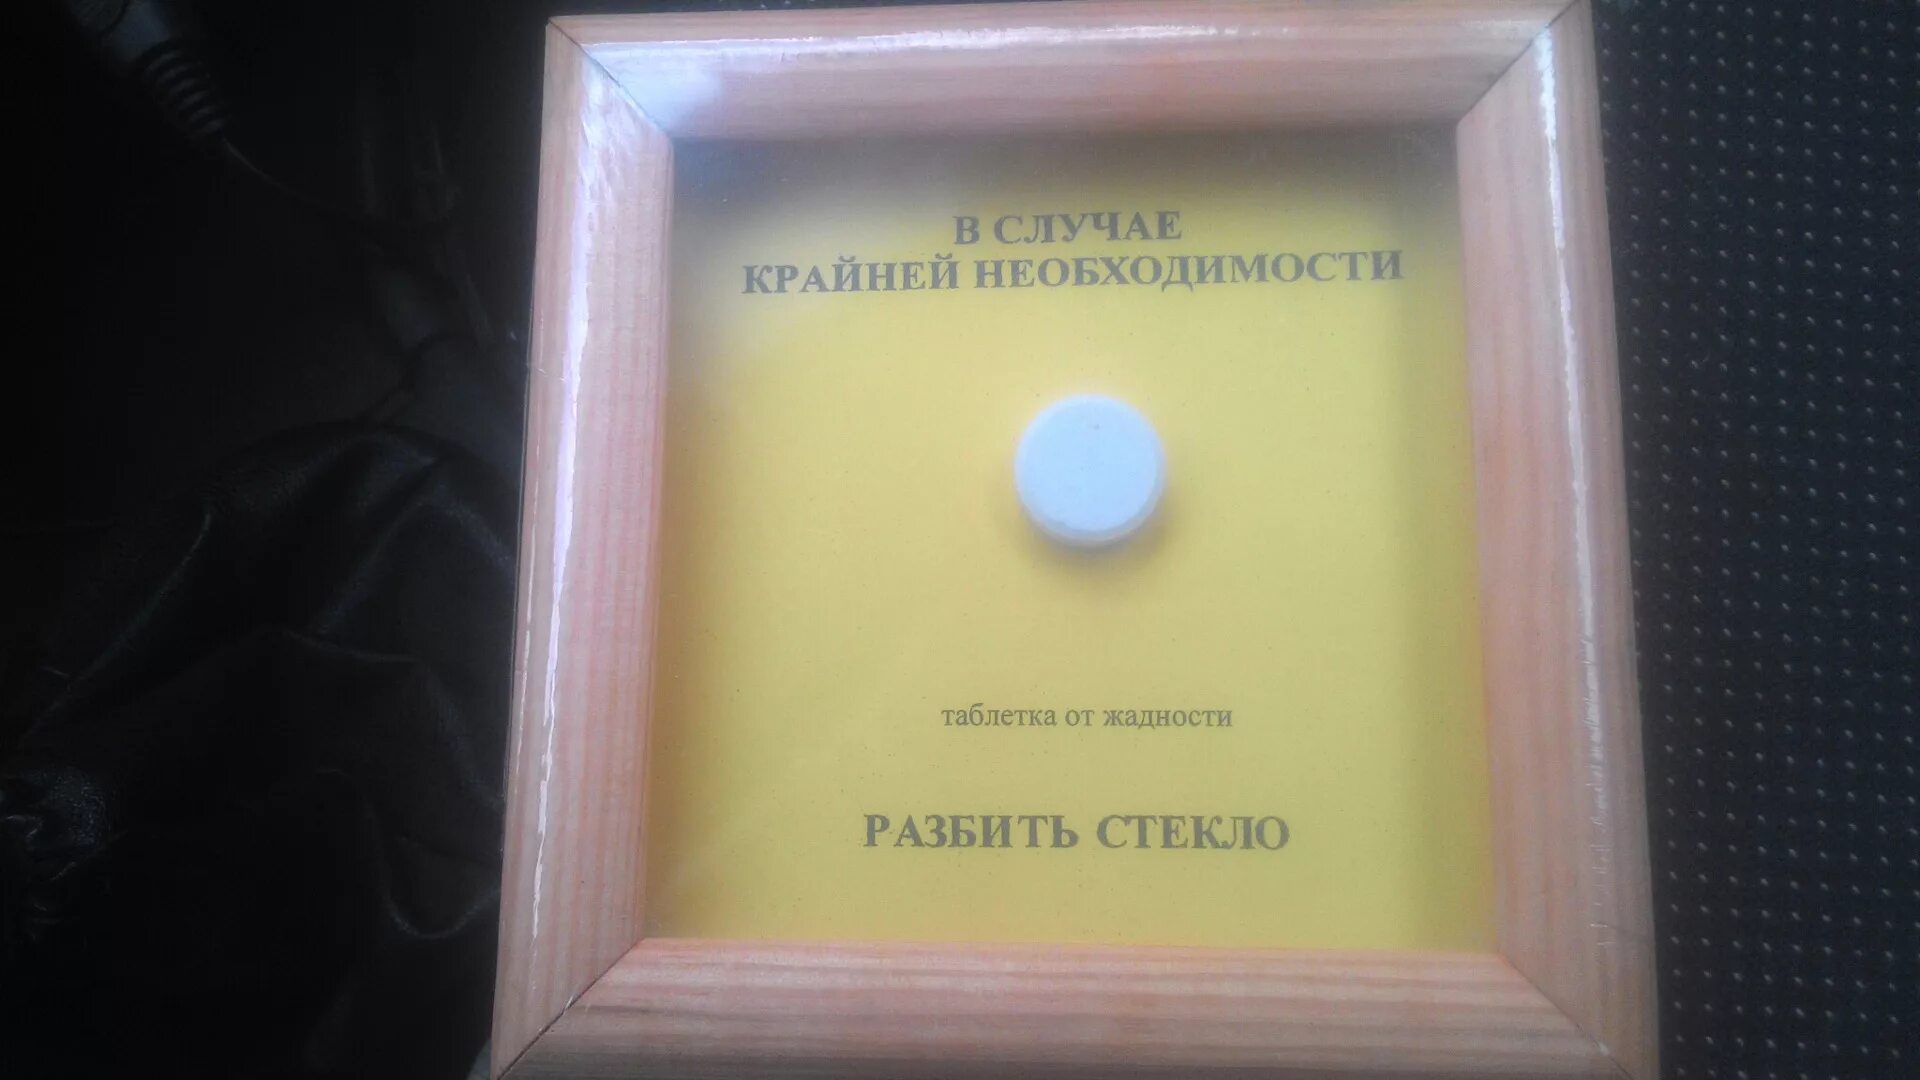 В СЛУЧАЕ
КРАЙНЕЙ НЕОБХОДИМОСТИ
таблетка от жадности
РАЗБИТЬ СТЕКЛО